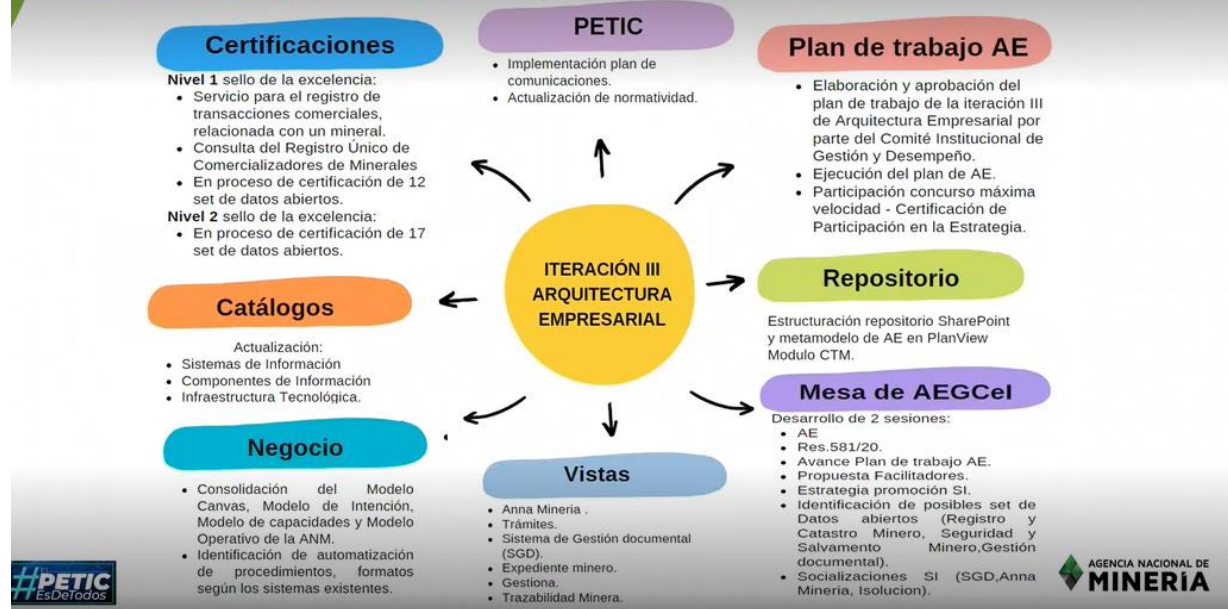 Certificaciones
Nivel 1 sello de la excelencia:
• Servicio para el registro de
transacciones comerciales,
relacionada con un mineral.
• Consulta del Registro Único de
Comercializadores de Minerales
• En proceso de certificación de 12
set de datos abiertos.
Nivel 2 sello de la excelencia:
• En proceso de certificación de 17
set de datos abiertos.
PETIC
• Implementación plan de
comunicaciones.
• Actualización de normatividad.
Plan de trabajo AE
• Elaboración y aprobación del
plan de trabajo de la iteración III
de Arquitectura Empresarial por
parte del Comité Institucional de
Gestión y Desempeño.
• Ejecución del plan de AE.
• Participación concurso máxima
velocidad - Certificación de
Participación en la Estrategia.
ITERACIÓN III
ARQUITECTURA
EMPRESARIAL
Catálogos
Actualización:
• Sistemas de Información
• Componentes de Información
• Infraestructura Tecnológica.
Repositorio
Estructuración repositorio SharePoint
y metamodelo de AE en PlanView
Modulo CTM.
Negocio
• Consolidación del Modelo
Canvas, Modelo de Intención,
Modelo de capacidades y Modelo
Operativo de la ANM.
• Identificación de automatización
de procedimientos, formatos
según los sistemas existentes.
Vistas
• Anna Mineria .
• Trámites.
• Sistema de Gestión documental
(SGD).
• Expediente minero.
• Gestiona.
• Trazabilidad Minera.
Mesa de AEGCeI
Desarrollo de 2 sesiones:
• AE
• Res.581/20.
• Avance Plan de trabajo AE.
• Propuesta Facilitadores.
• Estrategia promoción SI.
• Identificación de posibles set de
Datos abiertos (Registro y
Catastro Minero, Seguridad y
Salvamento Minero,Gestión
documental).
• Socializaciones SI (SGD,Anna
Mineria, Isolucion).
#PETIC
EsDeTodos
AGENCIA NACIONAL DE
MINERÍA